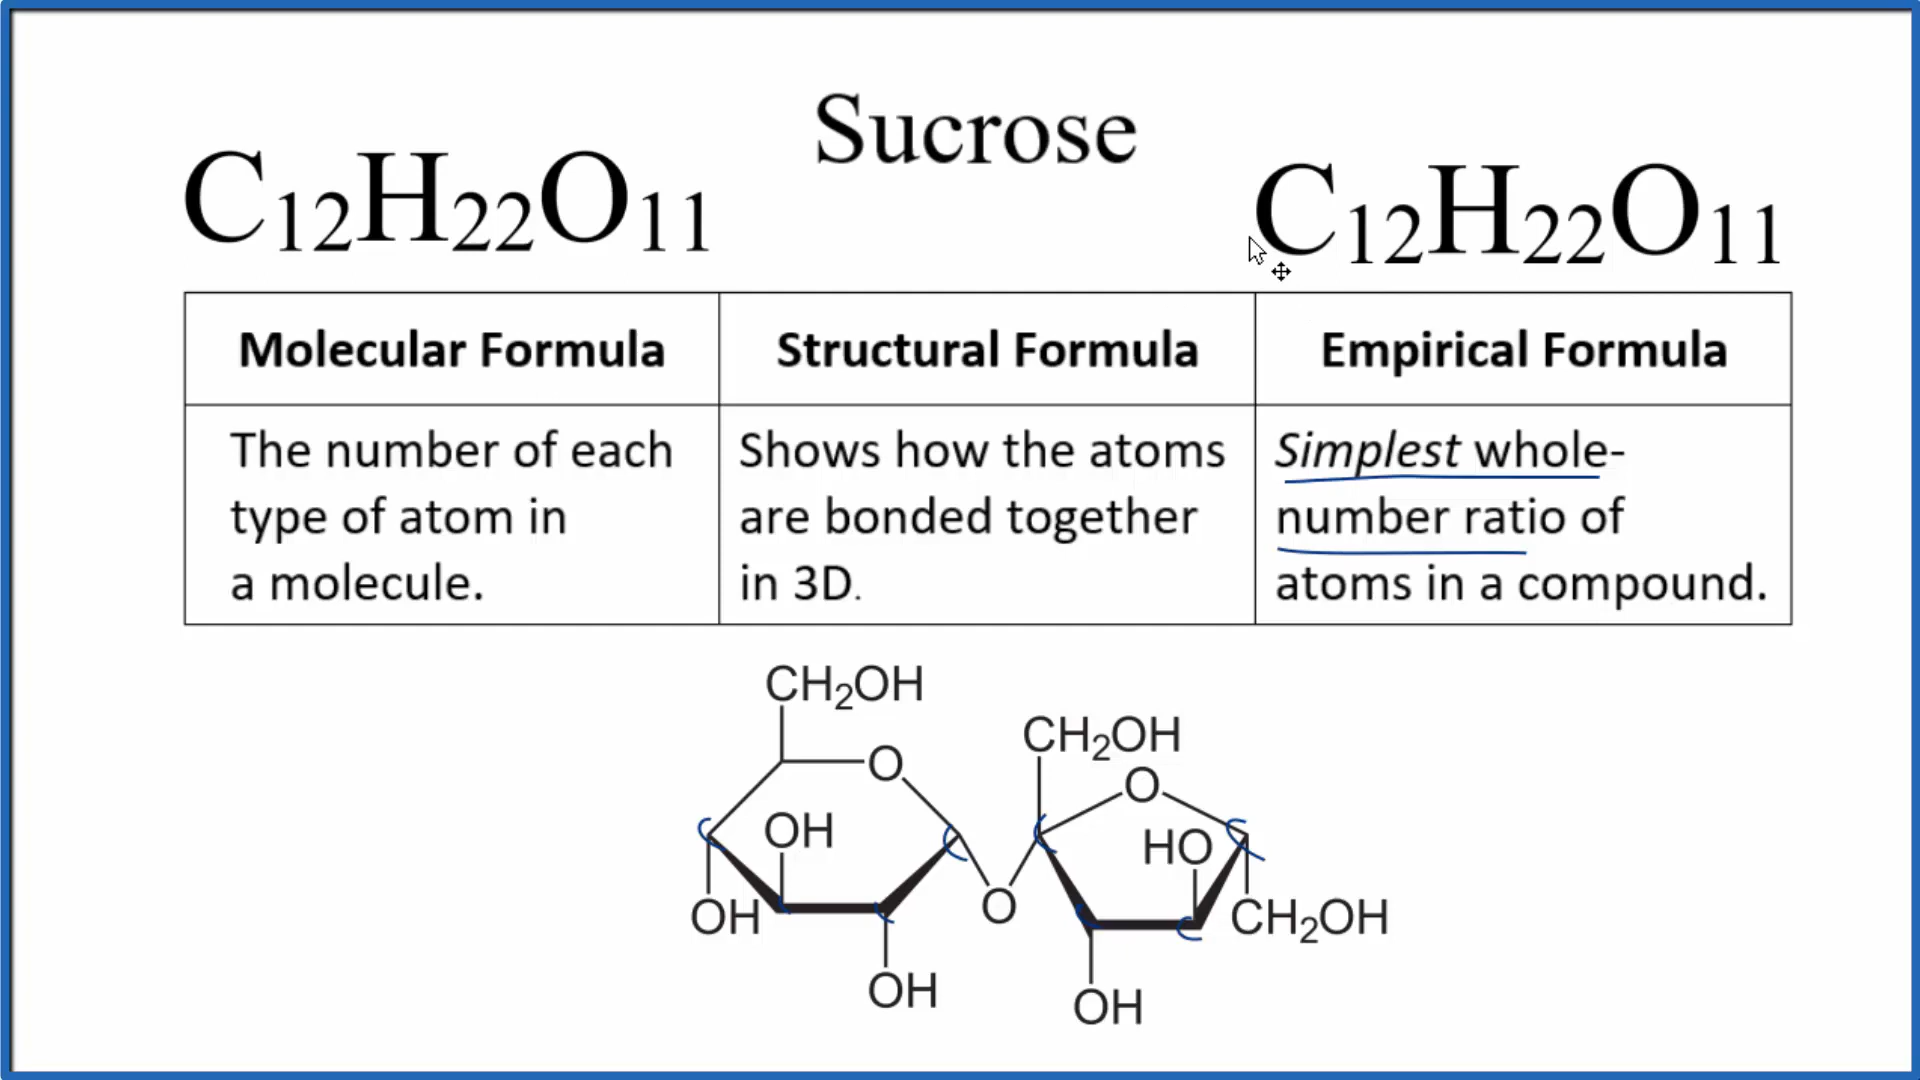 Sucrose
C₁₂H₂₂O₁₁
C₁₂H₂₂O₁₁
Molecular Formula
Structural Formula
Empirical Formula
The number of each
type of atom in
a molecule.
Shows how the atoms
are bonded together
in 3D.
Simplest whole-
number ratio of
atoms in a compound.
CH₂OH
O
OH
OH
OH
O
CH₂OH
O
HO
CH₂OH
OH